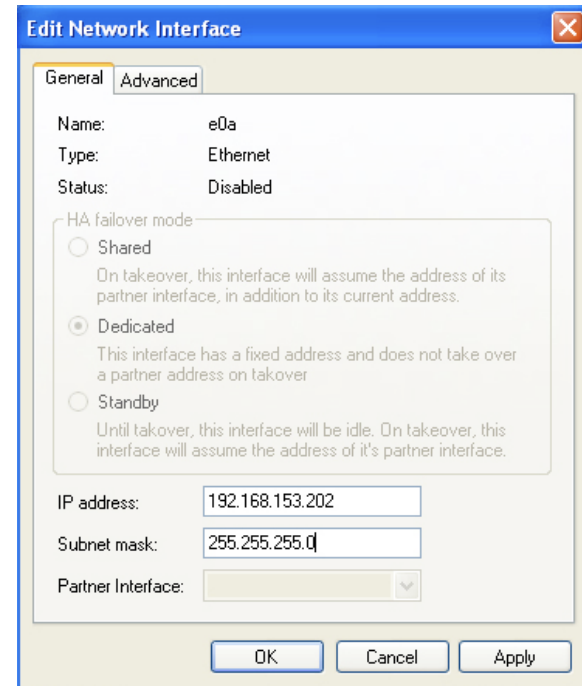 Edit Network Interface
General Advanced
Name: e0a
Type: Ethernet
Status: Disabled
HA failover mode
Shared
On takeover, this interface will assume the address of its
partner interface, in addition to its current address.
Dedicated
This interface has a fixed address and does not take over
a partner address on takover
Standby
Until takover, this interface will be idle. On takeover, this
interface will assume the address of it's partner interface.
IP address: 192.168.153.202
Subnet mask: 255.255.255.0
Partner Interface:
OK Cancel Apply